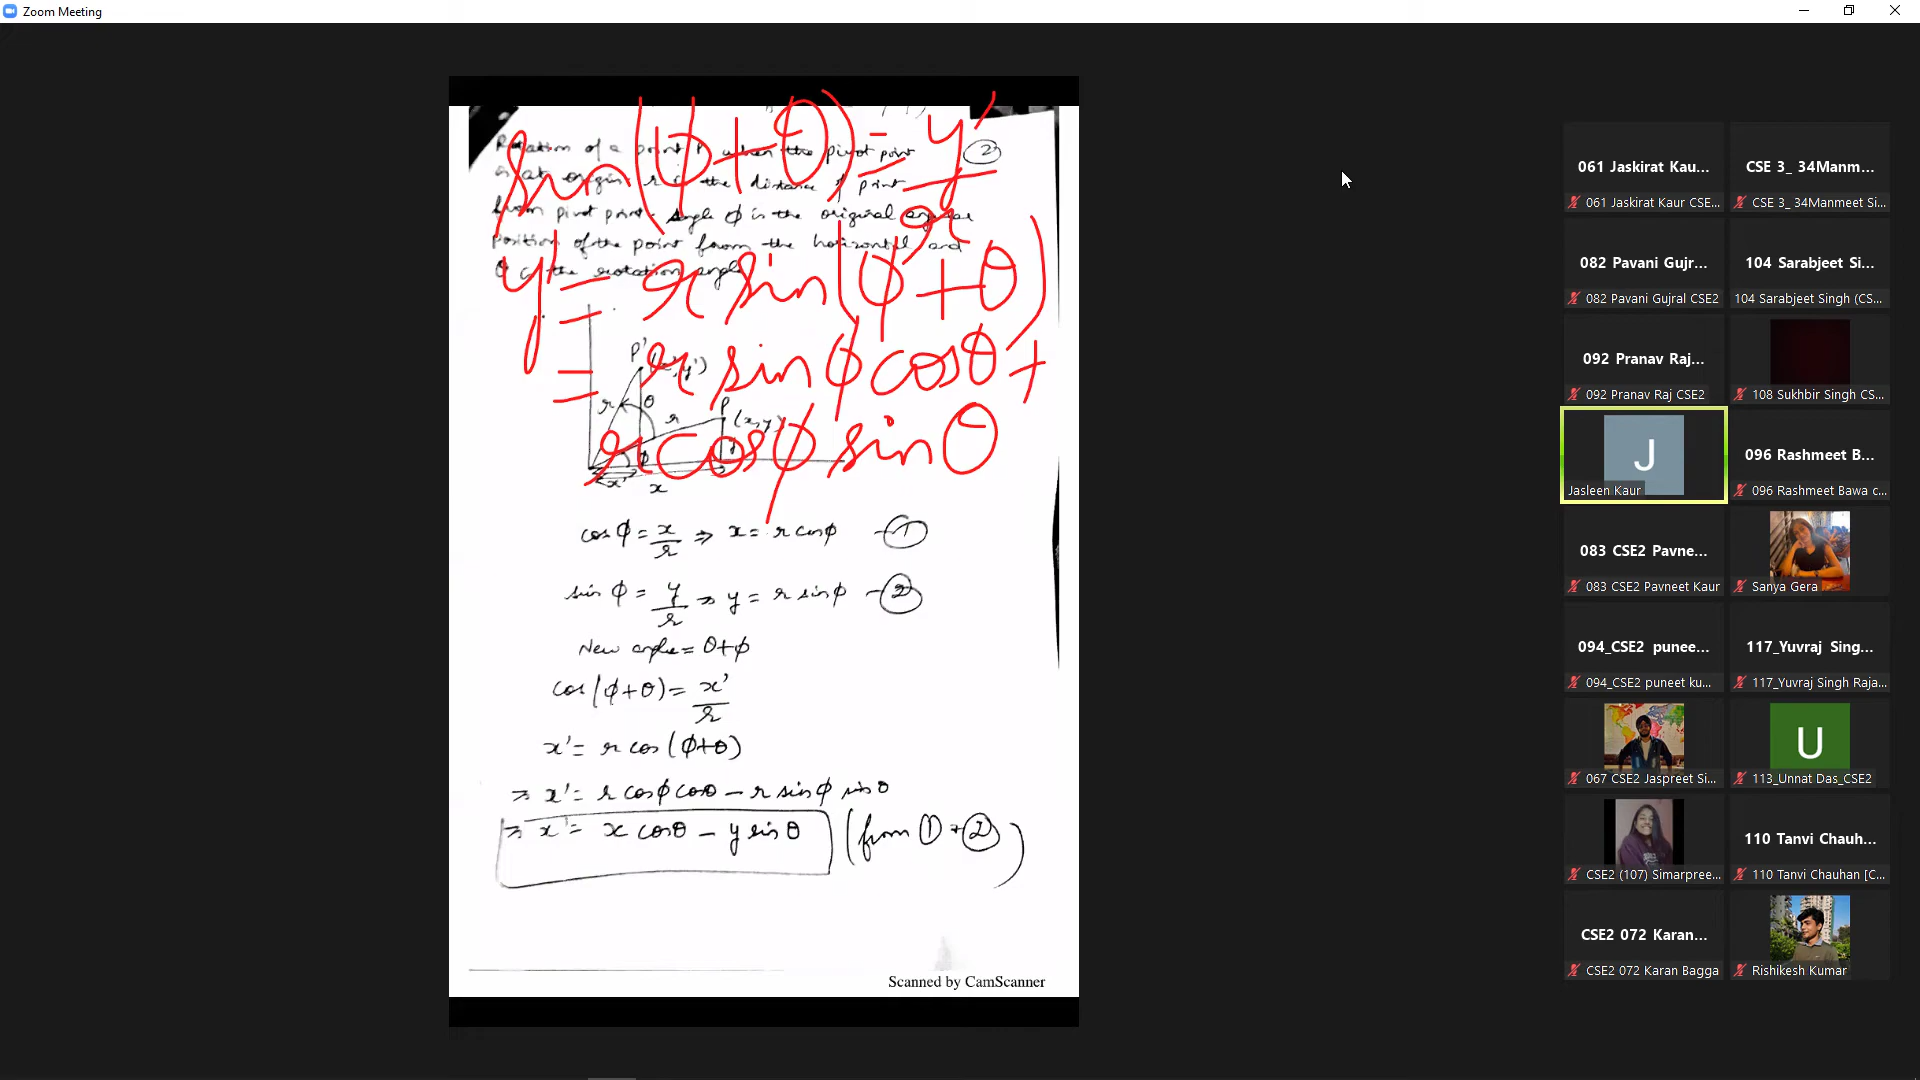 Zoom Meeting
Rotation of a point P when the pivot point
②
is at origin, r is the distance of point
from pivot point. Angle ϕ is the original angular
position of the point from the horizontal and
θ is the rotation angle
sin(ϕ+θ) = y'/r
y' = r sin(ϕ+θ)
= r sinϕ cosθ +
r cosϕ sinθ
P' (x', y')
r θ
P (x, y)
r
y
ϕ
x'
x
cos ϕ = x/r ⇒ x = r cosϕ —①
sin ϕ = y/r ⇒ y = r sinϕ —②
New angle = θ+ϕ
cos(ϕ+θ) = x'/r
x' = r cos(ϕ+θ)
⇒ x' = r cosϕ cosθ − r sinϕ sinθ
⇒ x' = x cosθ − y sinθ (from ① + ②)
Scanned by CamScanner
061 Jaskirat Kau...
061 Jaskirat Kaur CSE...
CSE 3_ 34Manm...
CSE 3_ 34Manmeet Si...
082 Pavani Gujr...
082 Pavani Gujral CSE2
104 Sarabjeet Si...
104 Sarabjeet Singh (CS...
092 Pranav Raj...
092 Pranav Raj CSE2
108 Sukhbir Singh CS...
J
Jasleen Kaur
096 Rashmeet B...
096 Rashmeet Bawa c...
083 CSE2 Pavne...
083 CSE2 Pavneet Kaur
Sanya Gera
094_CSE2 punee...
094_CSE2 puneet ku...
117_Yuvraj Sing...
117_Yuvraj Singh Raja...
067 CSE2 Jaspreet Si...
U
113_Unnat Das_CSE2
CSE2 (107) Simarpree...
110 Tanvi Chauh...
110 Tanvi Chauhan [C...
CSE2 072 Karan...
CSE2 072 Karan Bagga
Rishikesh Kumar